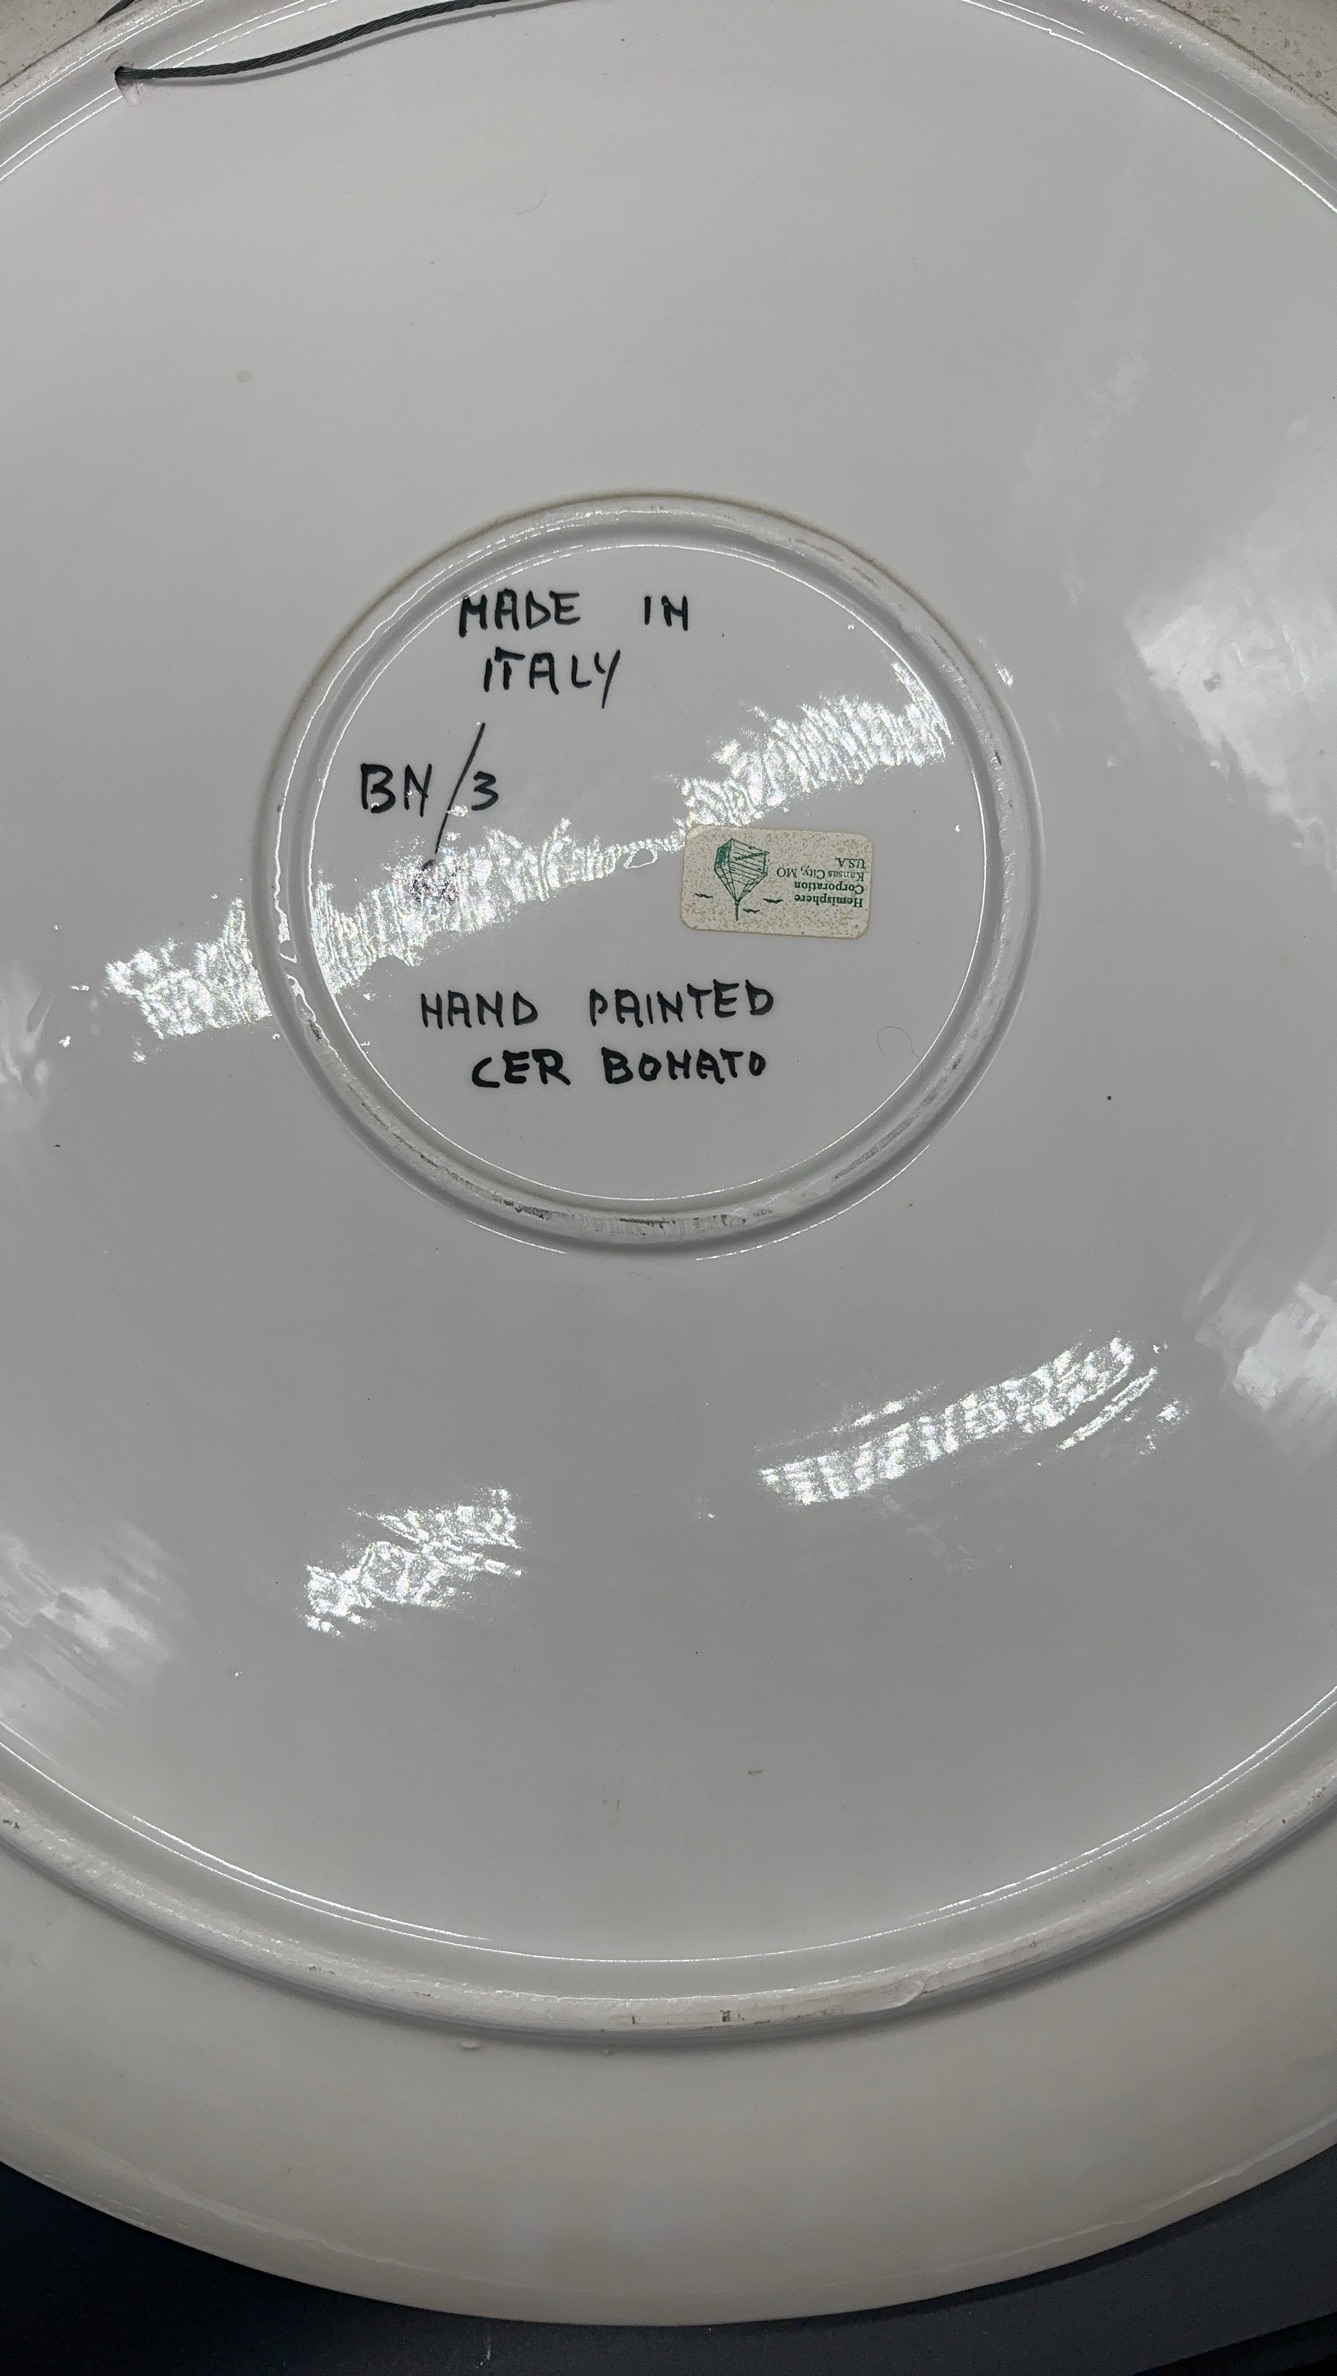 MADE IN
ITALY
BN/3
HAND PAINTED
CER BONATO
Hemisphere
Corporation
Kansas City, MO
U.S.A.